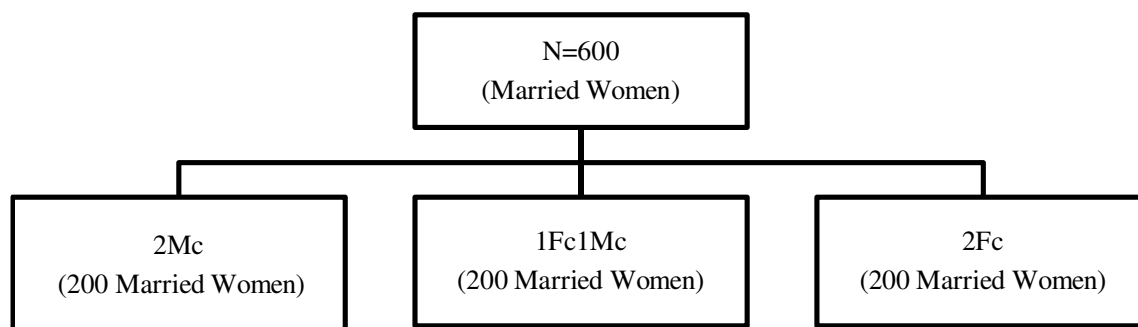 N=600
(Married Women)
2Mc
(200 Married Women)
1Fc1Mc
(200 Married Women)
2Fc
(200 Married Women)